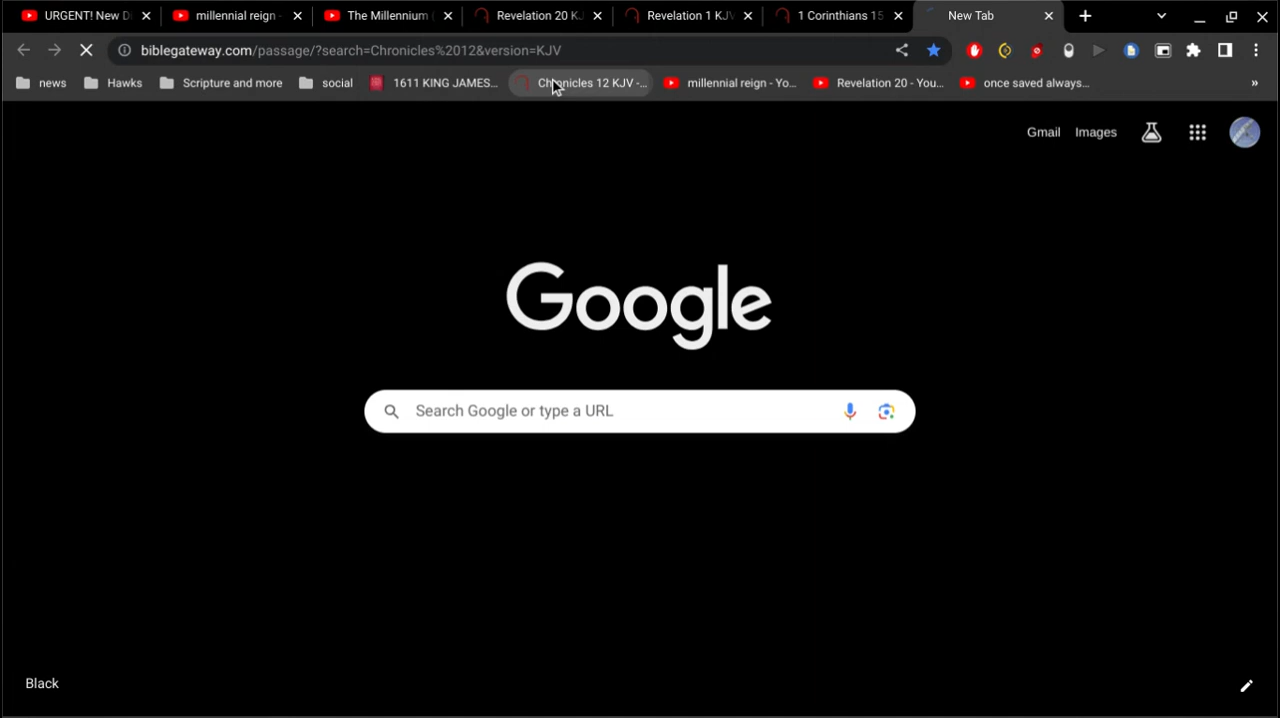 URGENT! New D
millennial reign -
The Millennium
Revelation 20 KJ
Revelation 1 KJV
1 Corinthians 15
New Tab
biblegateway.com/passage/?search=Chronicles%2012&version=KJV
news
Hawks
Scripture and more
social
1611 KING JAMES...
Chronicles 12 KJV -...
millennial reign - Yo...
Revelation 20 - You...
once saved always...
»
Gmail
Images
Google
Search Google or type a URL
Black